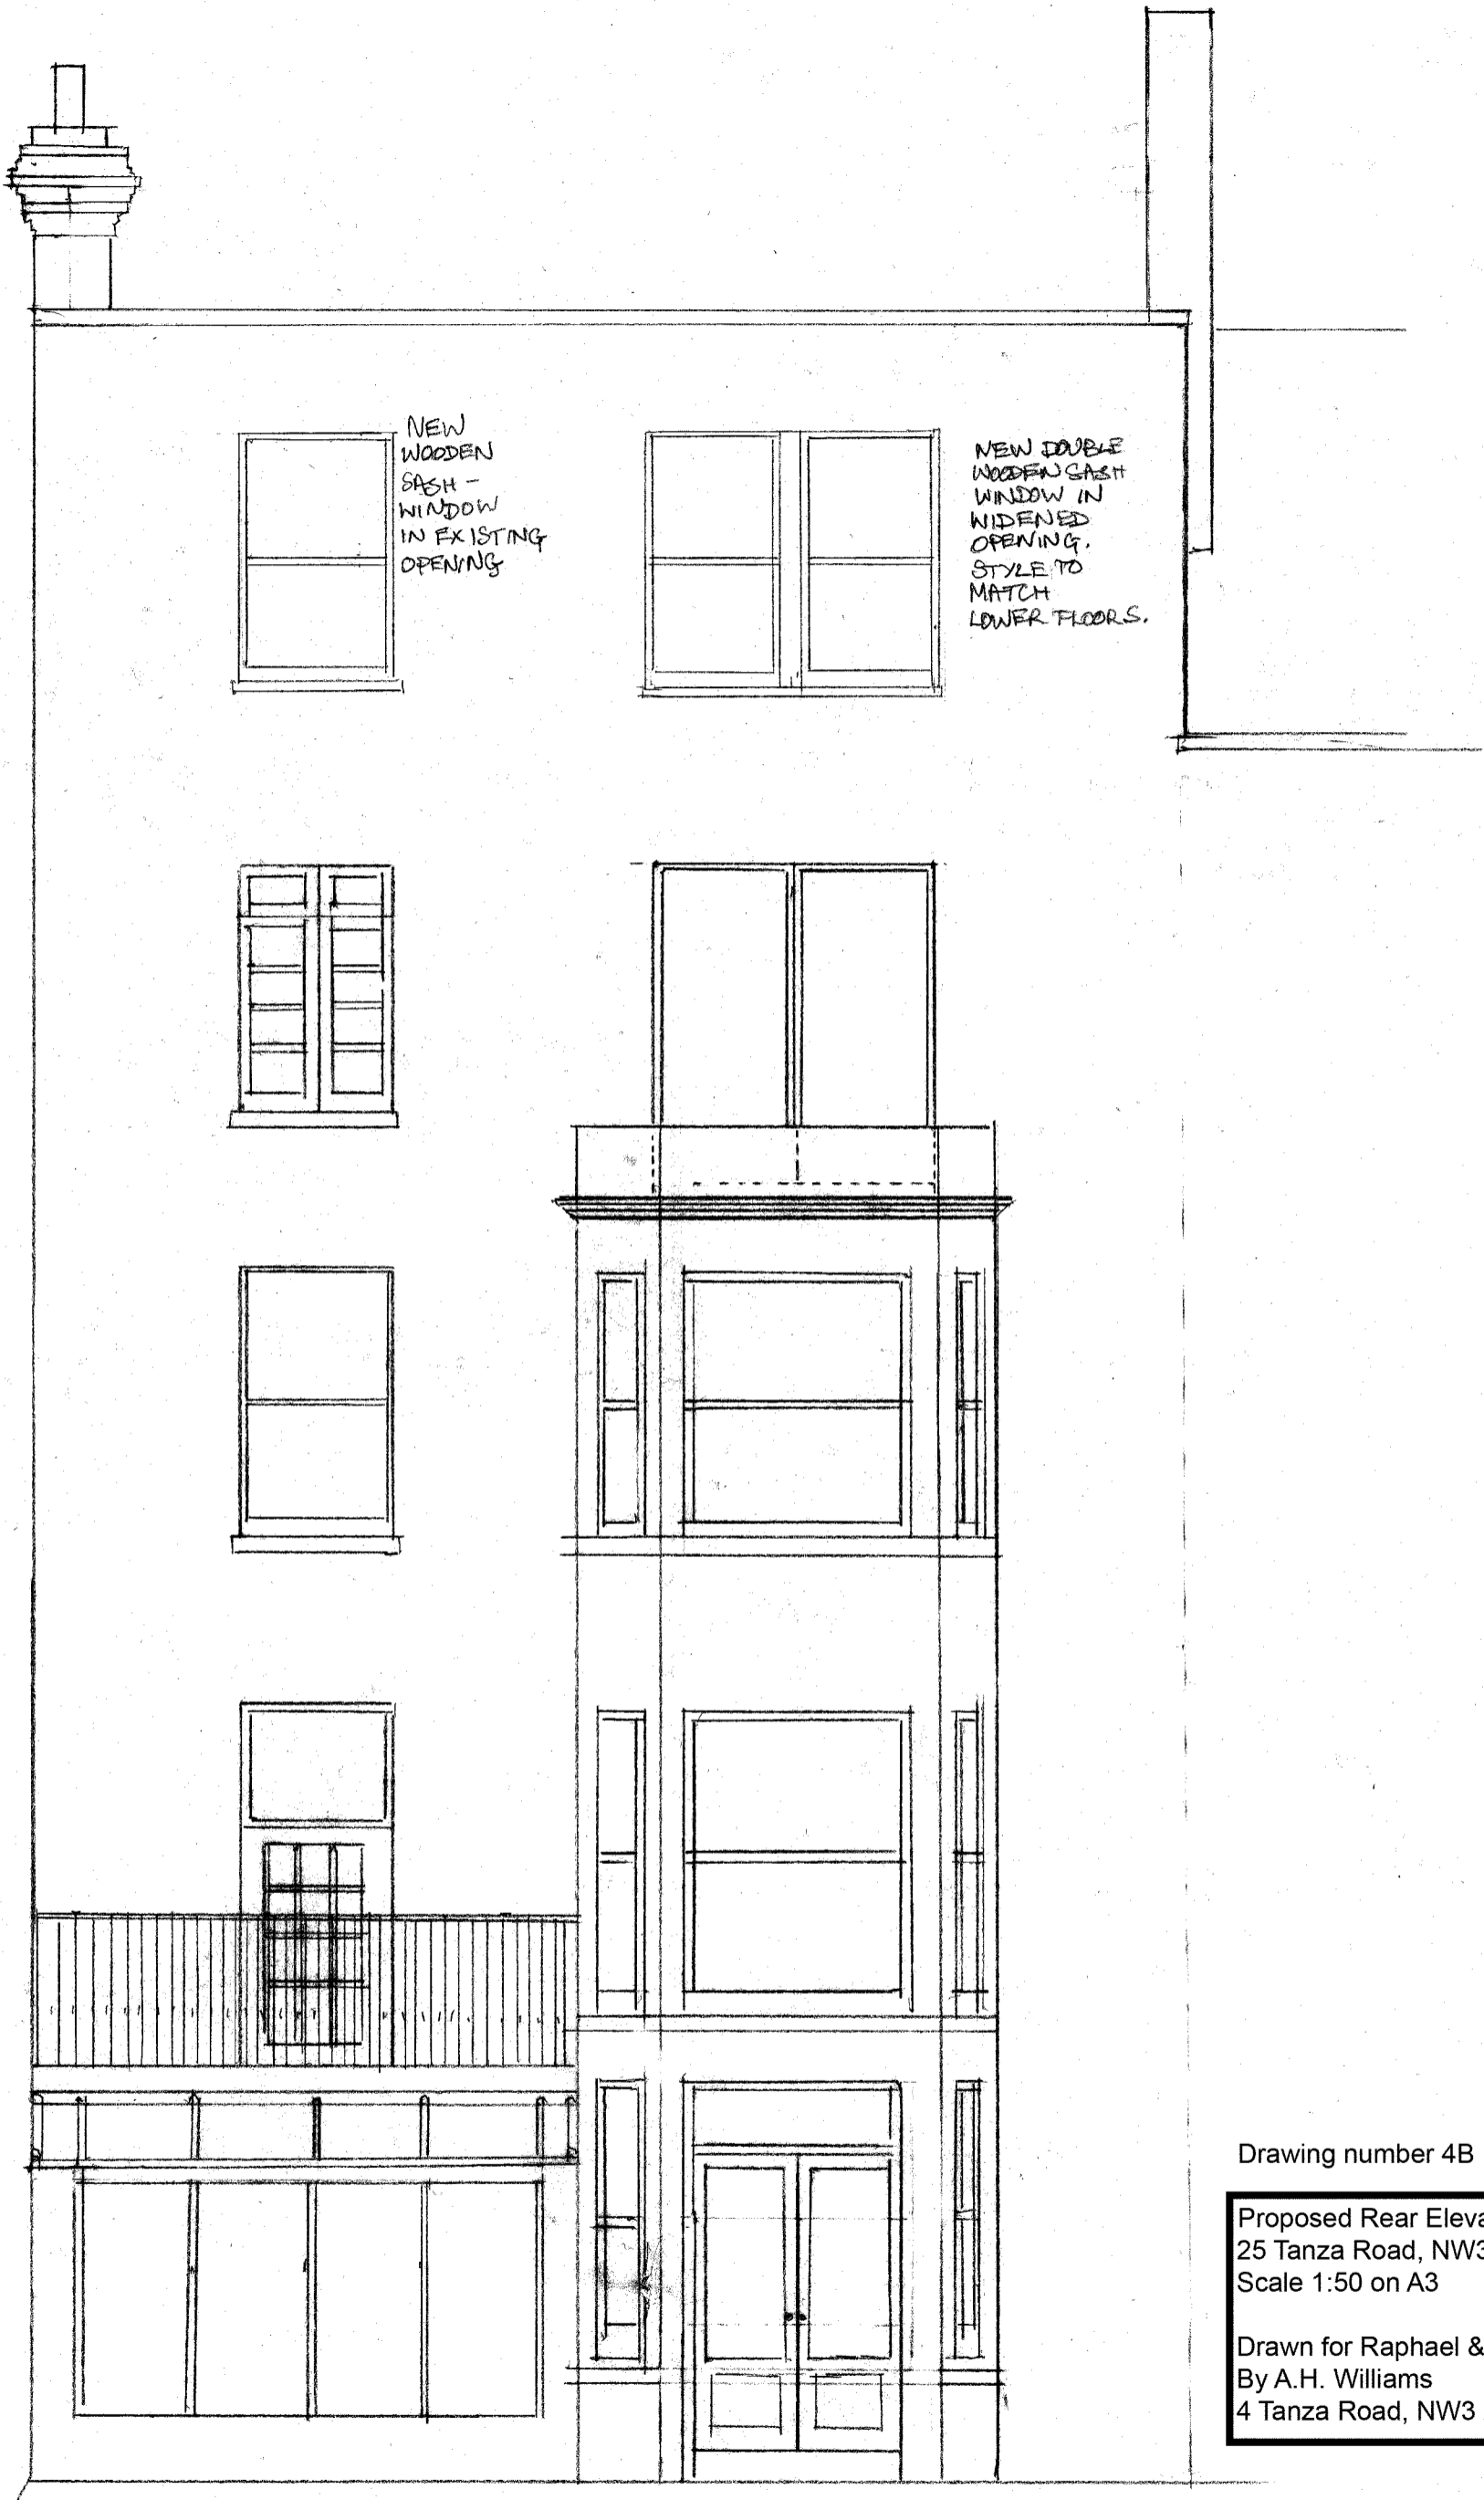 NEW
WOODEN
SASH -
WINDOW
IN EXISTING
OPENING
NEW DOUBLE
WOODEN SASH
WINDOW IN
WIDENED
OPENING.
STYLE TO
MATCH
LOWER FLOORS.
Drawing number 4B
Proposed Rear Eleva
25 Tanza Road, NW3
Scale 1:50 on A3
Drawn for Raphael &
By A.H. Williams
4 Tanza Road, NW3